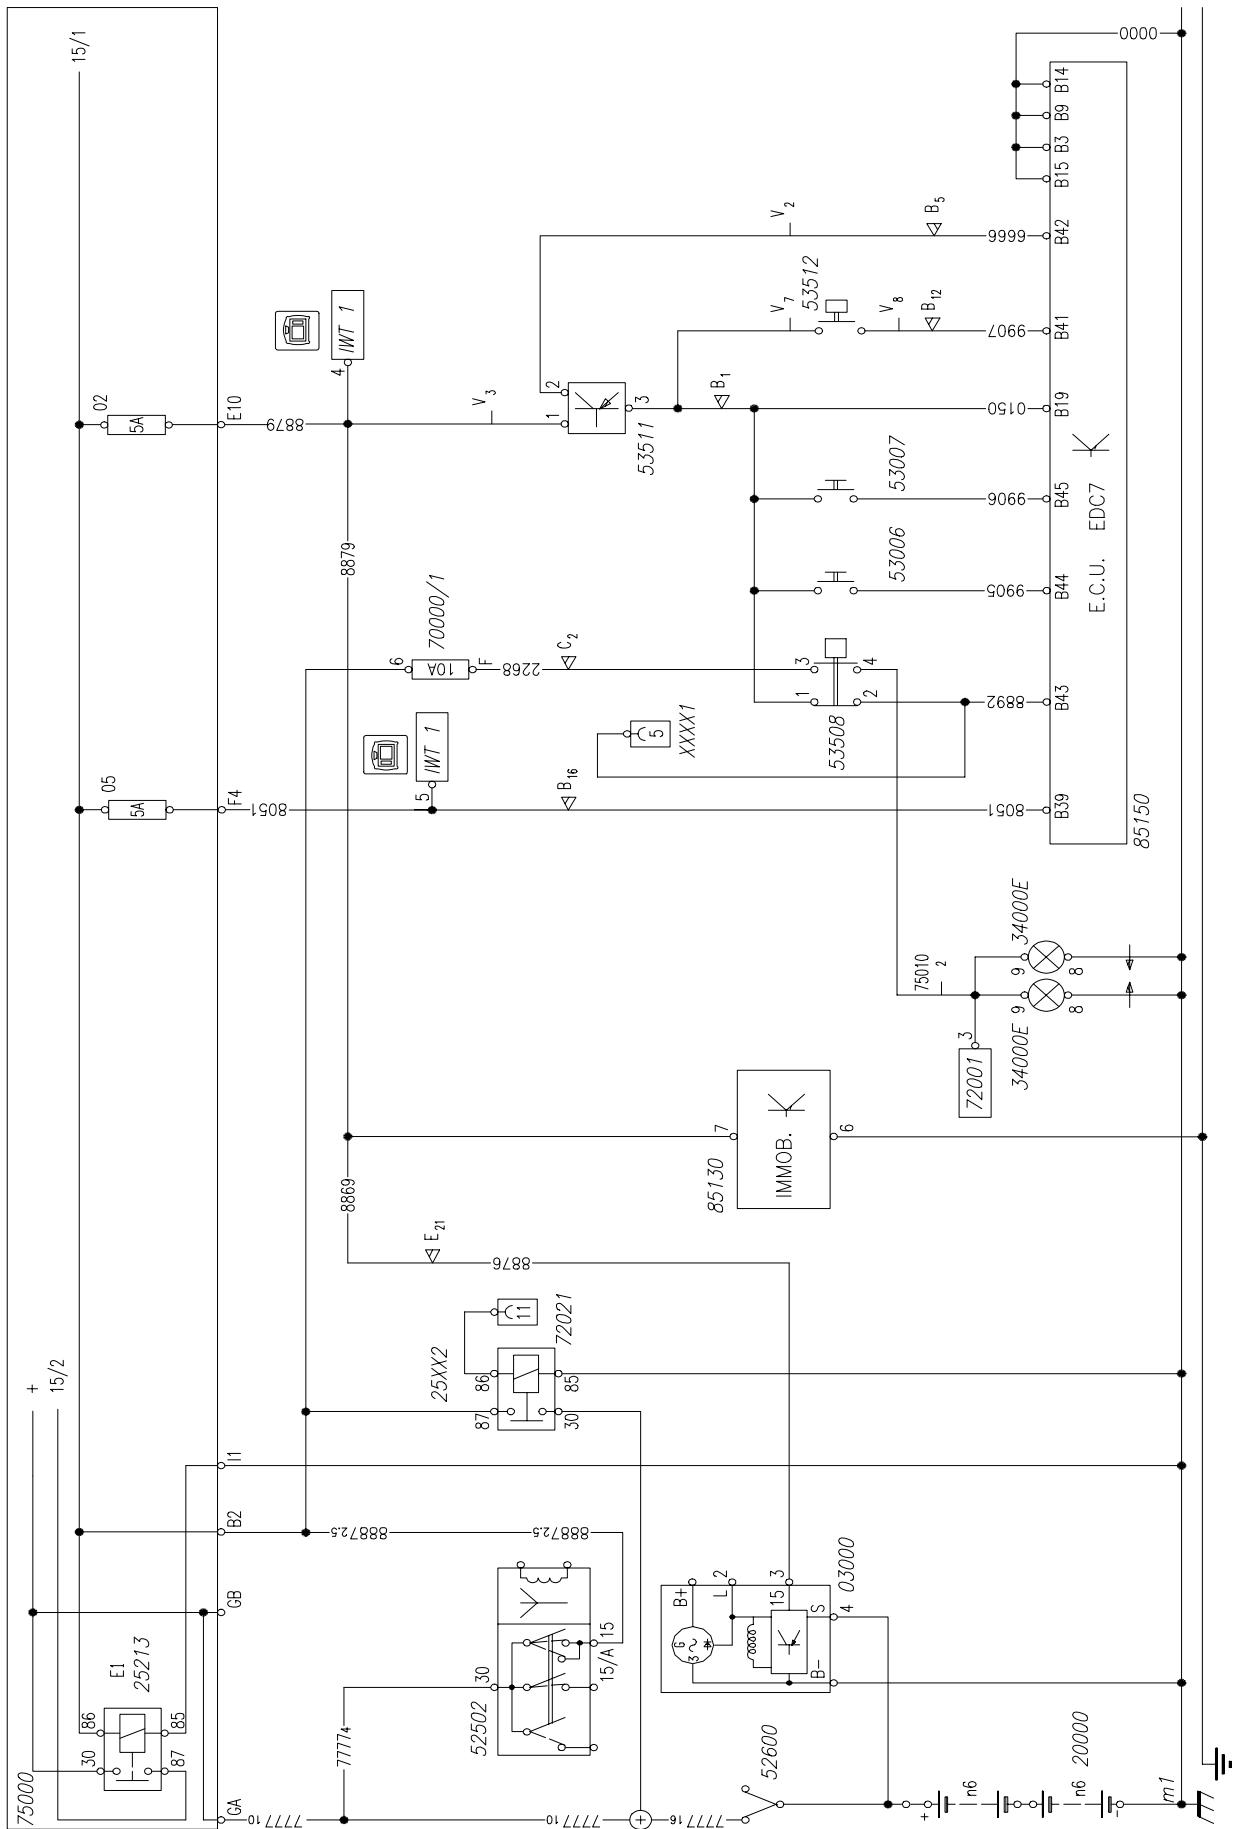 75000
30
86
E1
25213
87
85
+
15/2
15/1
02
5A
05
5A
GA
GB
B2
I1
F4
E10
7777 10
77774
8887 2.5
8887 2.5
8051
8879
8879
8869
8876
E21
IWT 1
4
IWT 1
5
6
10A
F
70000/1
2268
C2
B16
V3
1
2
3
53511
V2
B5
6666
V7
53512
V8
B12
9907
B1
0150
53007
9906
53006
9905
1
3
2
4
53508
8892
5
XXXX1
8051
0000
B39
B43
B44
B45
B19
B41
B42
B15
B3
B9
B14
E.C.U. EDC7
85150
30
15/A
15
52502
25XX2
87
86
30
85
11
72021
85130
7
IMMOB.
6
75010
2
72001
3
9
8
34000E
9
8
34000E
B+
L
2
G
3
15
3
B-
S
4
03000
7777 10
+
7777 16
52600
+
n6
n6
-
20000
m1